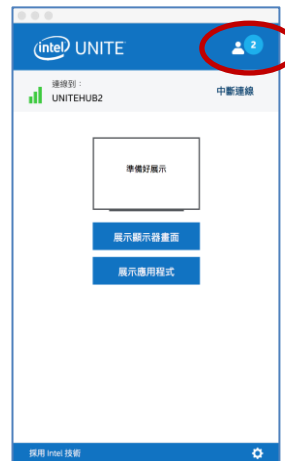 intel UNITE
2
連線到：
UNITEHUB2
中斷連線
準備好展示
展示顯示器畫面
展示應用程式
採用 Intel 技術